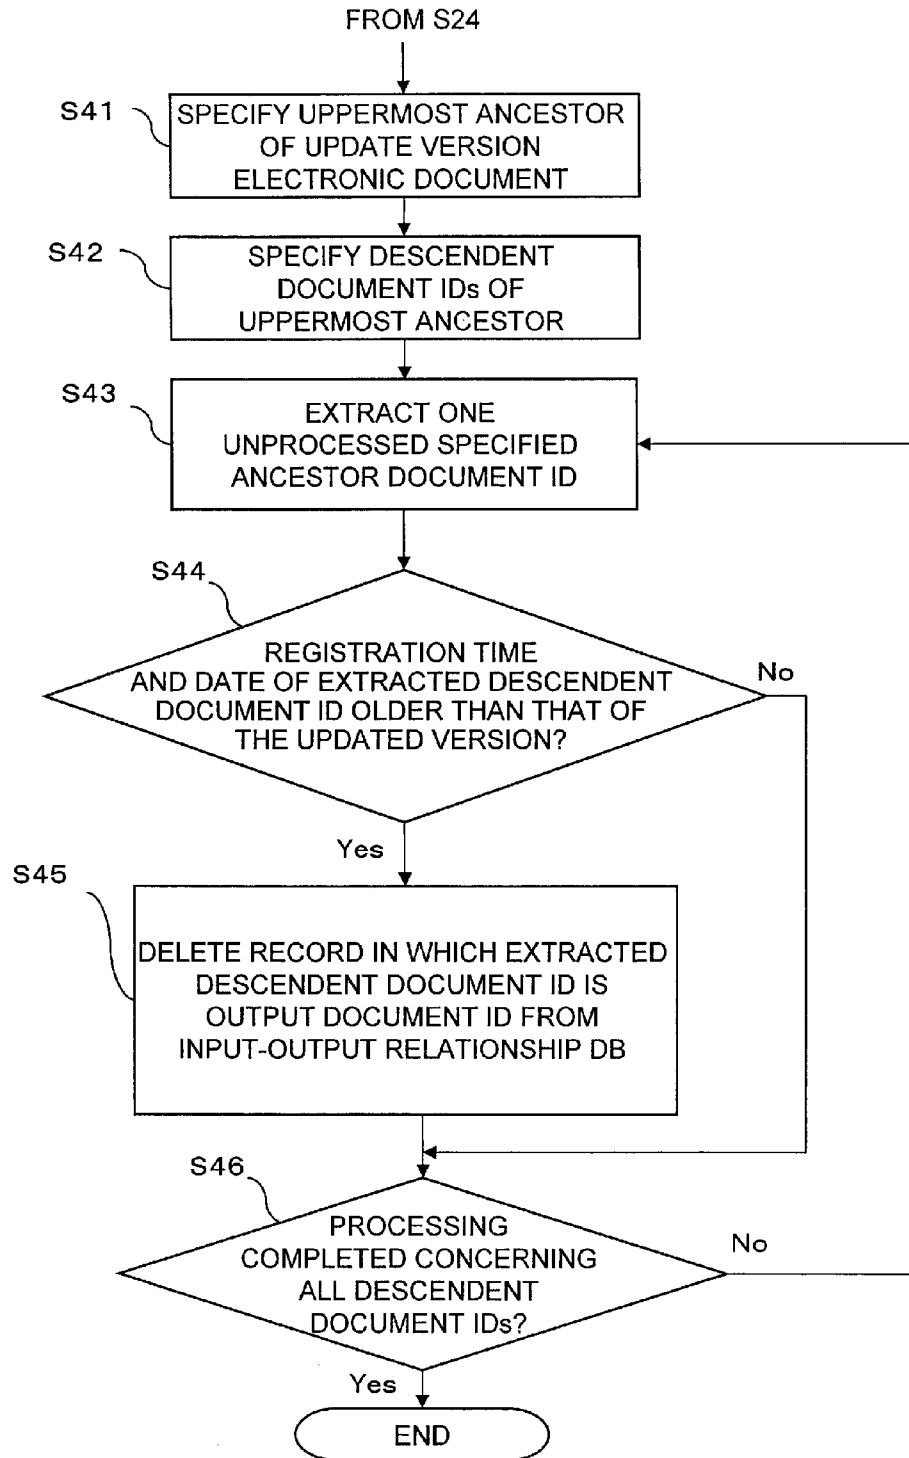 FROM S24
S41
SPECIFY UPPERMOST ANCESTOR
OF UPDATE VERSION
ELECTRONIC DOCUMENT
S42
SPECIFY DESCENDENT
DOCUMENT IDs OF
UPPERMOST ANCESTOR
S43
EXTRACT ONE
UNPROCESSED SPECIFIED
ANCESTOR DOCUMENT ID
S44
REGISTRATION TIME
AND DATE OF EXTRACTED DESCENDENT
DOCUMENT ID OLDER THAN THAT OF
THE UPDATED VERSION?
No
Yes
S45
DELETE RECORD IN WHICH EXTRACTED
DESCENDENT DOCUMENT ID IS
OUTPUT DOCUMENT ID FROM
INPUT-OUTPUT RELATIONSHIP DB
S46
PROCESSING
COMPLETED CONCERNING
ALL DESCENDENT
DOCUMENT IDs?
No
Yes
END